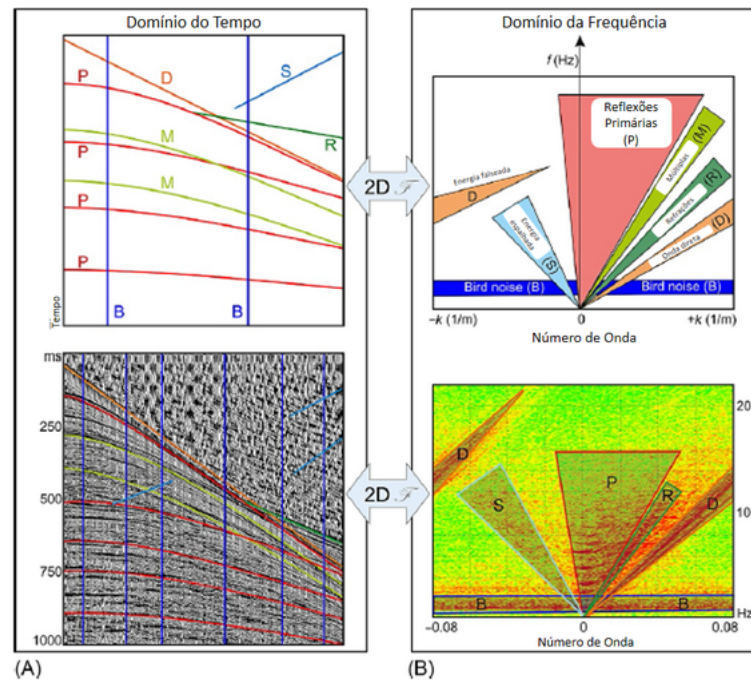 Domínio do Tempo
P
D
S
M
P
R
M
P
P
B
B
Tempo
ms
250
500
750
1000
(A)
2D ℱ
2D ℱ
Domínio da Frequência
f (Hz)
Reflexões
Primárias
(P)
Múltiplas
(M)
Refrações
(R)
Onda direta
(D)
Energia falseada
D
Energia
espalhada
(S)
Bird noise (B)
Bird noise (B)
−k (1/m)
0
+k (1/m)
Número de Onda
20
D
S
P
R
D
10
B
B
Hz
−0.08
0
0.08
Número de Onda
(B)